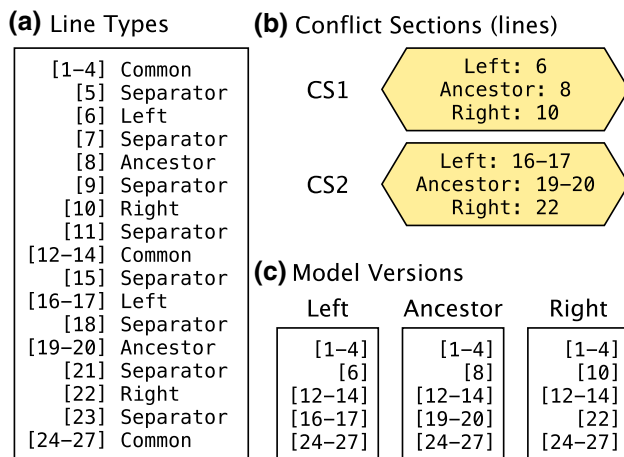 (a) Line Types
[1–4] Common
[5] Separator
[6] Left
[7] Separator
[8] Ancestor
[9] Separator
[10] Right
[11] Separator
[12–14] Common
[15] Separator
[16–17] Left
[18] Separator
[19–20] Ancestor
[21] Separator
[22] Right
[23] Separator
[24–27] Common
(b) Conflict Sections (lines)
CS1
Left: 6
Ancestor: 8
Right: 10
CS2
Left: 16–17
Ancestor: 19–20
Right: 22
(c) Model Versions
Left
[1–4]
[6]
[12–14]
[16–17]
[24–27]
Ancestor
[1–4]
[8]
[12–14]
[19–20]
[24–27]
Right
[1–4]
[10]
[12–14]
[22]
[24–27]